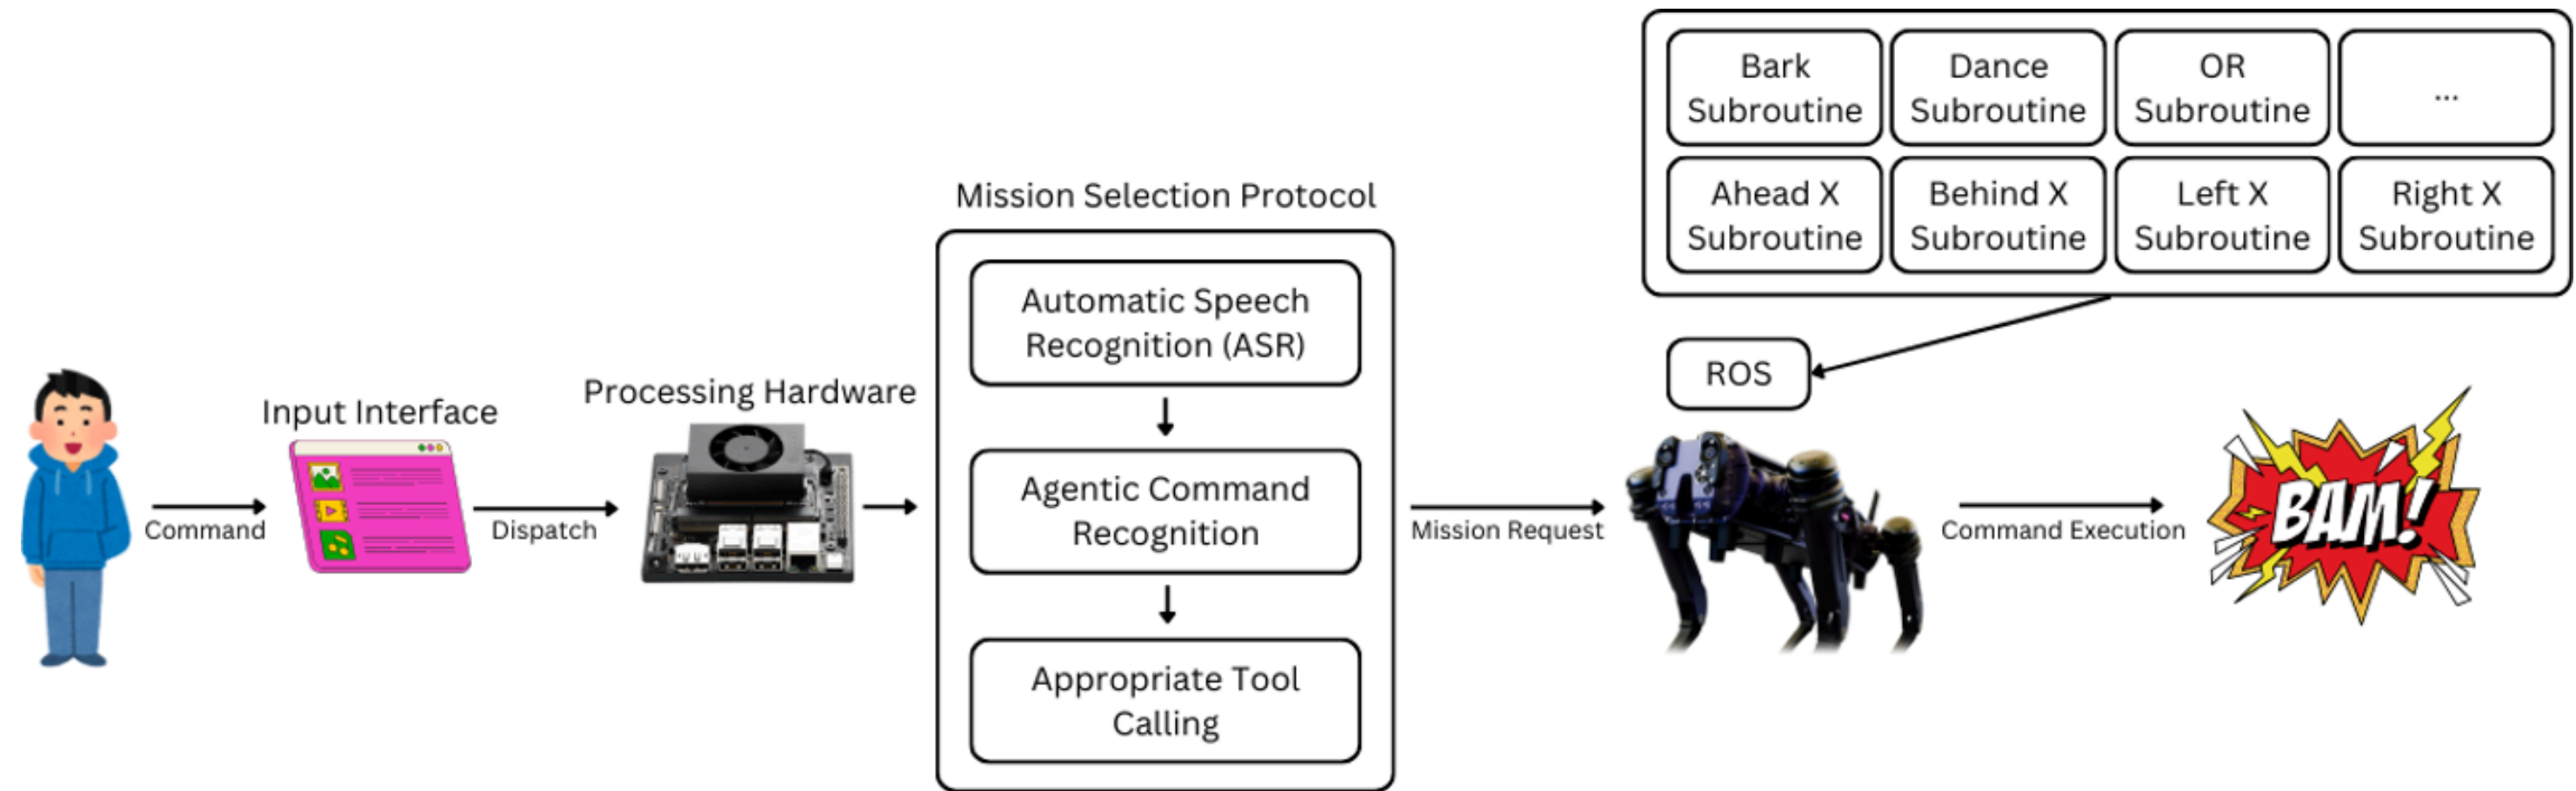 Bark
Subroutine
Dance
Subroutine
OR
Subroutine
...
Ahead X
Subroutine
Behind X
Subroutine
Left X
Subroutine
Right X
Subroutine
Mission Selection Protocol
Automatic Speech
Recognition (ASR)
Agentic Command
Recognition
Appropriate Tool
Calling
ROS
Input Interface
Processing Hardware
Command
Dispatch
Mission Request
Command Execution
BAM!